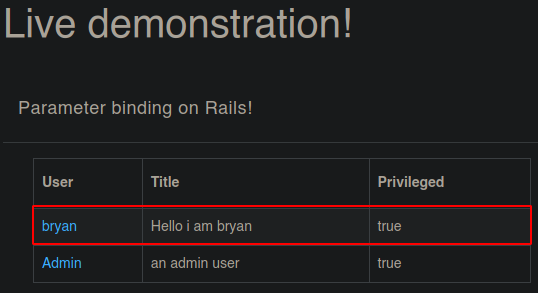 Live demonstration!
Parameter binding on Rails!
User Title Privileged
bryan Hello i am bryan true
Admin an admin user true